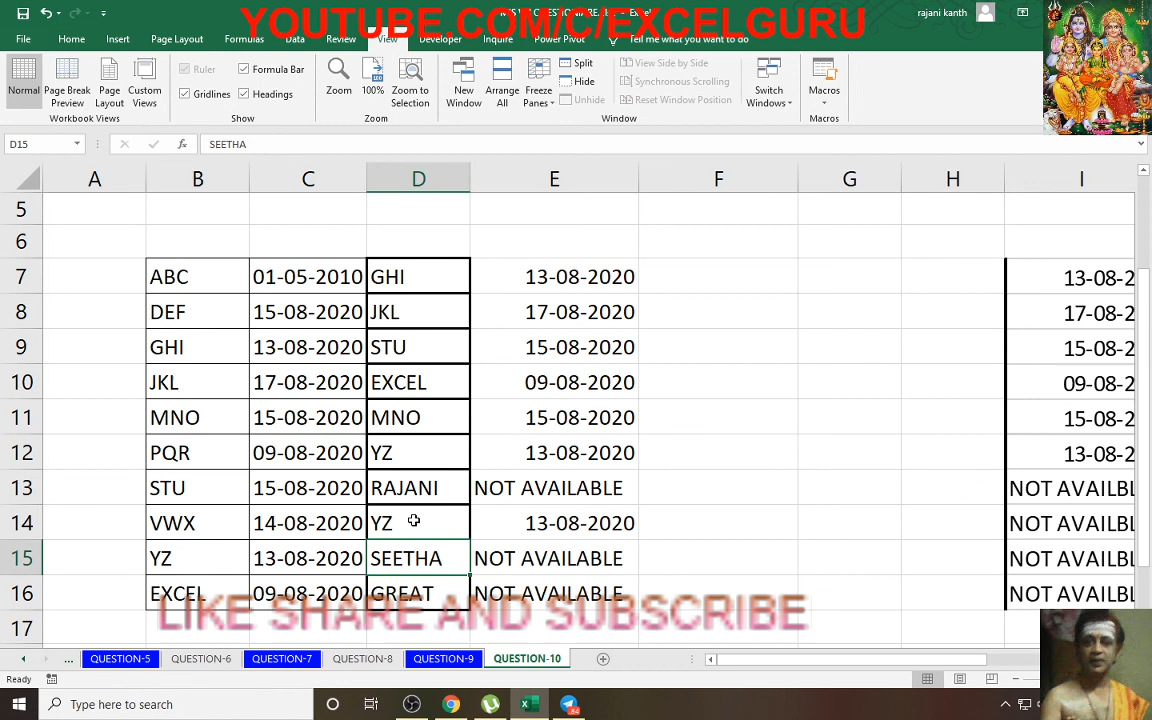 YOUTUBE.COM/C/EXCELGURU
rajani kanth
File Home Insert Page Layout Formulas Data Review View Developer Inquire Power Pivot Tell me what you want to do
Normal Page Break Preview Page Layout Custom Views
Ruler Formula Bar
Gridlines Headings
Zoom 100% Zoom to Selection
New Window Arrange All Freeze Panes
Split
Hide
Unhide
View Side by Side
Synchronous Scrolling
Reset Window Position
Switch Windows
Macros
Workbook Views Show Zoom Window Macros
D15 fx SEETHA
A B C D E F G H I
5
6
7 ABC 01-05-2010 GHI 13-08-2020 13-08-2
8 DEF 15-08-2020 JKL 17-08-2020 17-08-2
9 GHI 13-08-2020 STU 15-08-2020 15-08-2
10 JKL 17-08-2020 EXCEL 09-08-2020 09-08-2
11 MNO 15-08-2020 MNO 15-08-2020 15-08-2
12 PQR 09-08-2020 YZ 13-08-2020 13-08-2
13 STU 15-08-2020 RAJANI NOT AVAILABLE NOT AVAILBL
14 VWX 14-08-2020 YZ 13-08-2020 NOT AVAILBL
15 YZ 13-08-2020 SEETHA NOT AVAILABLE NOT AVAILBL
16 EXCEL 09-08-2020 GREAT NOT AVAILABLE NOT AVAILBL
LIKE SHARE AND SUBSCRIBE
17
... QUESTION-5 QUESTION-6 QUESTION-7 QUESTION-8 QUESTION-9 QUESTION-10
Ready
Type here to search